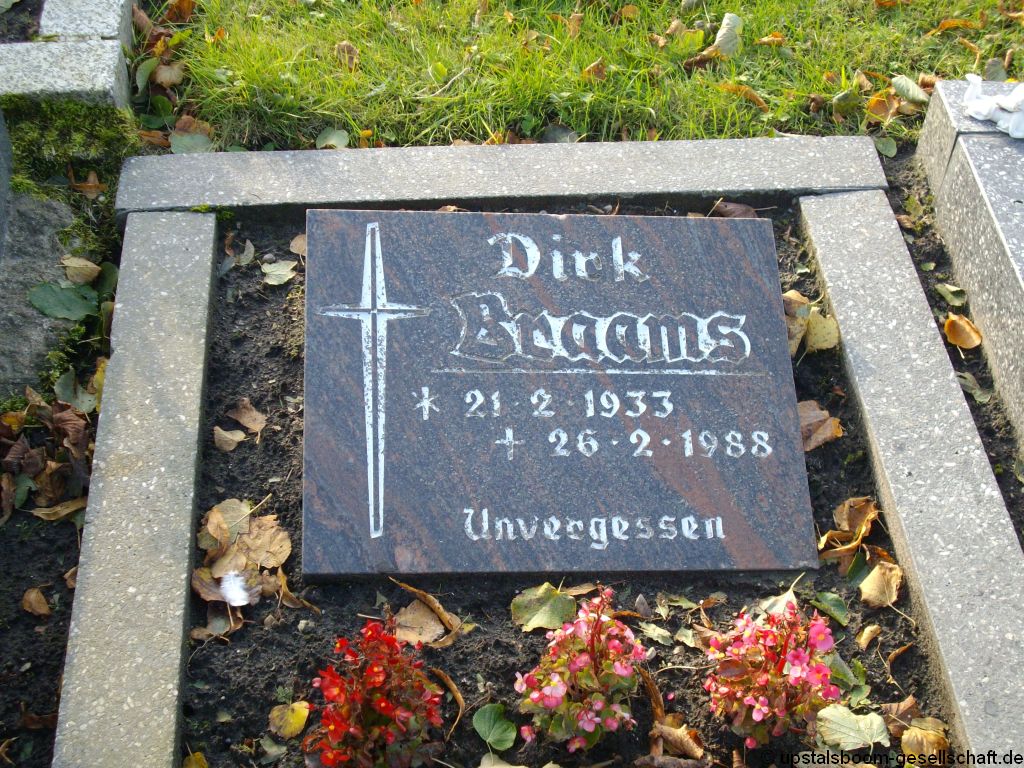 Dirk
Braams
* 21·2·1933
+ 26·2·1988
Unvergessen
© upstalsboom-gesellschaft.de